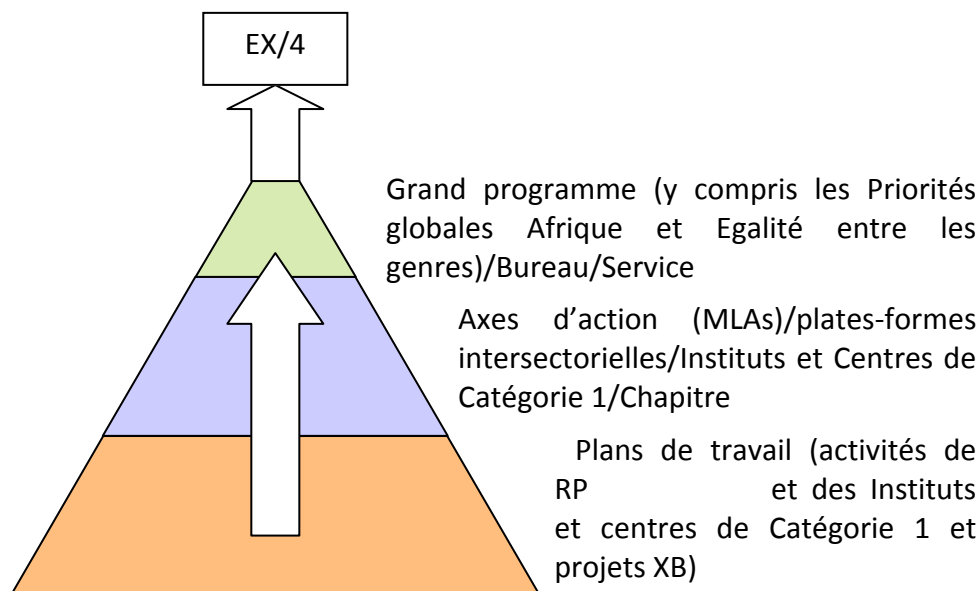 EX/4
Grand programme (y compris les Priorités
globales Afrique et Egalité entre les
genres)/Bureau/Service
Axes d’action (MLAs)/plates-formes
intersectorielles/Instituts et Centres de
Catégorie 1/Chapitre
Plans de travail (activités de
RP et des Instituts
et centres de Catégorie 1 et
projets XB)